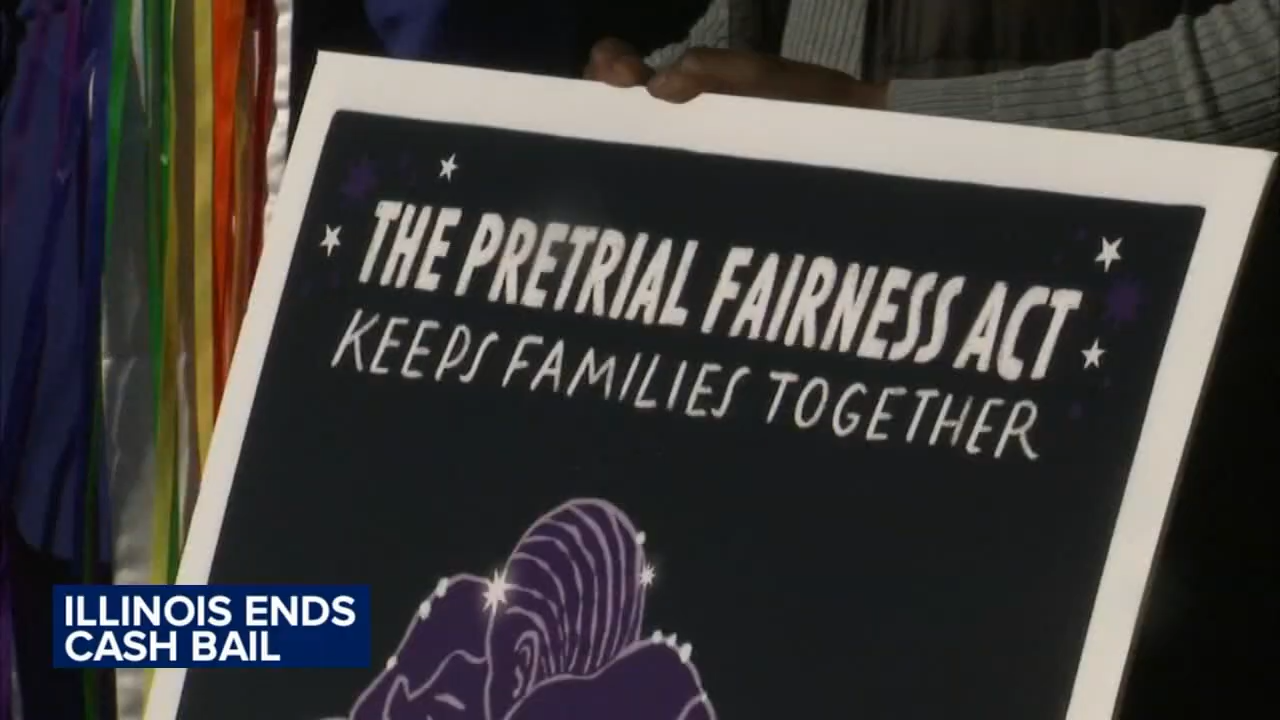 THE PRETRIAL FAIRNESS ACT
KEEPS FAMILIES TOGETHER
ILLINOIS ENDS
CASH BAIL